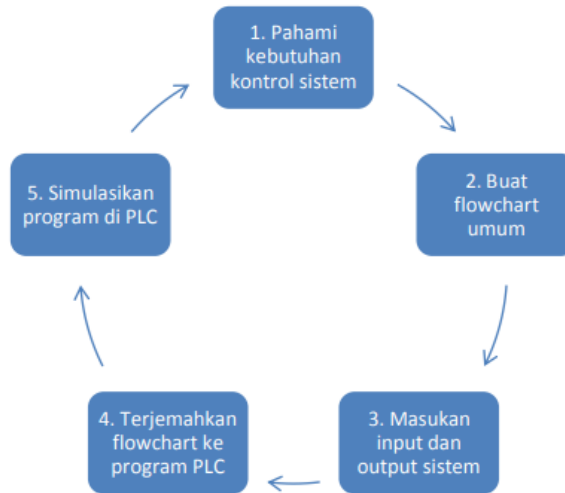 1. Pahami
kebutuhan
kontrol sistem
2. Buat
flowchart
umum
3. Masukan
input dan
output sistem
4. Terjemahkan
flowchart ke
program PLC
5. Simulasikan
program di PLC